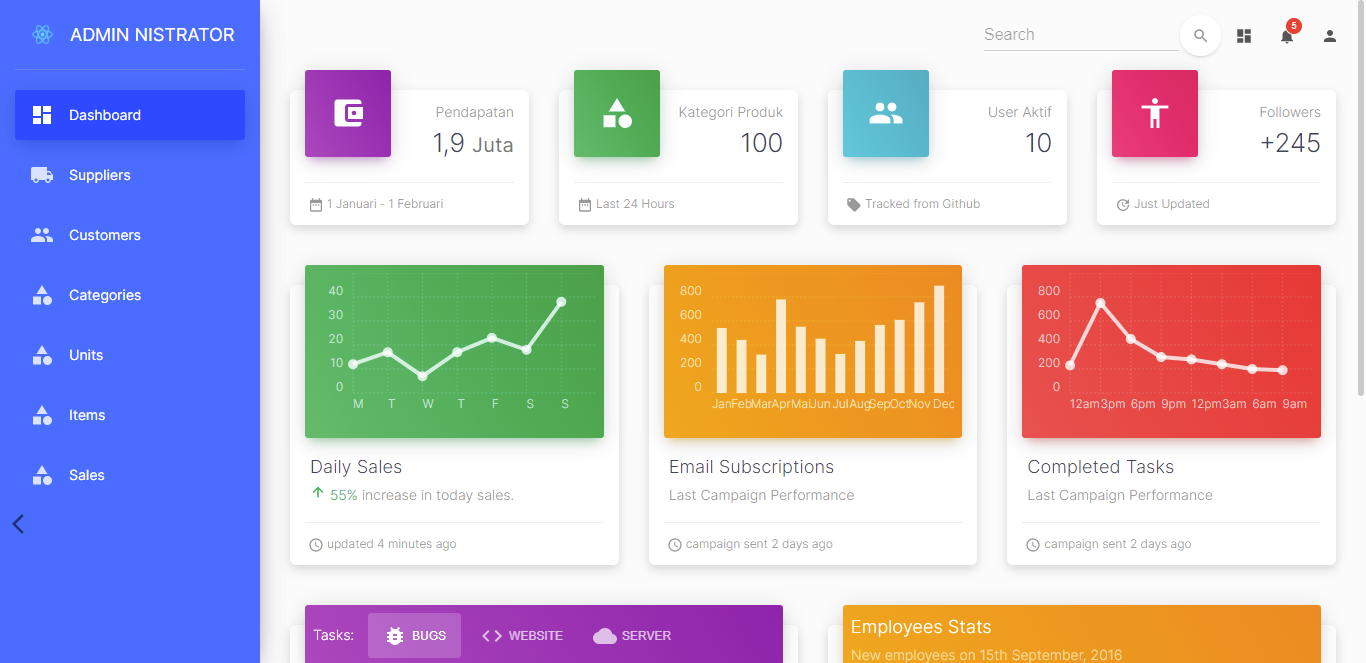 ADMIN NISTRATOR
Dashboard
Suppliers
Customers
Categories
Units
Items
Sales
Search
5
Pendapatan
1,9 Juta
1 Januari - 1 Februari
Kategori Produk
100
Last 24 Hours
User Aktif
10
Tracked from Github
Followers
+245
Just Updated
40
30
20
10
0
M T W T F S S
Daily Sales
55% increase in today sales.
updated 4 minutes ago
800
600
400
200
0
Jan Feb Mar Apr Mai Jun Jul Aug Sep Oct Nov Dec
Email Subscriptions
Last Campaign Performance
campaign sent 2 days ago
800
600
400
200
0
12am 3pm 6pm 9pm 12pm 3am 6am 9am
Completed Tasks
Last Campaign Performance
campaign sent 2 days ago
Tasks: BUGS WEBSITE SERVER
Employees Stats
New employees on 15th September, 2016